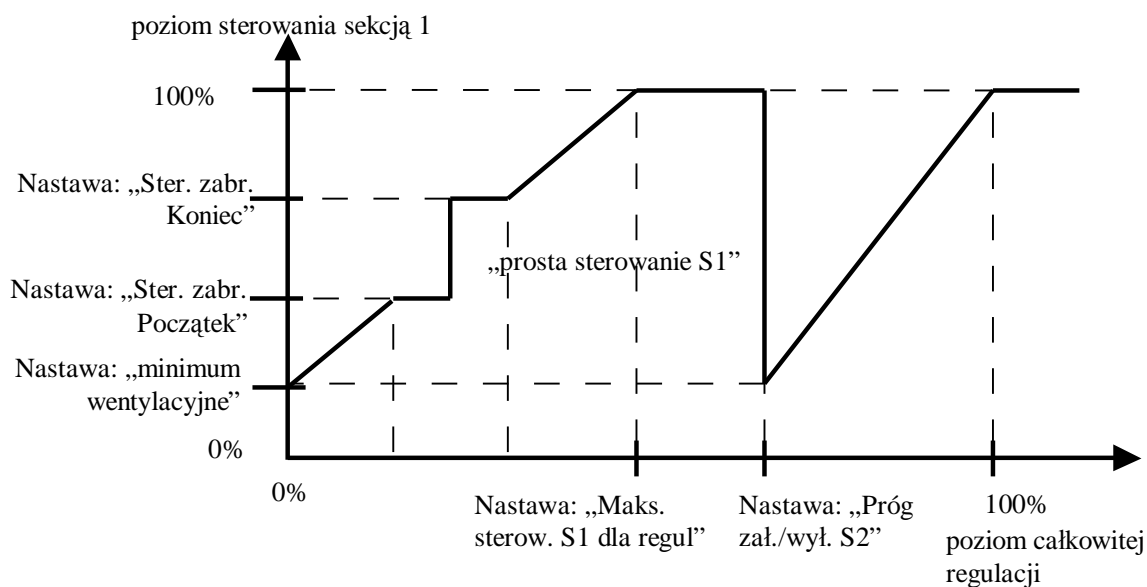 poziom sterowania sekcją 1
100%
Nastawa: „Ster. zabr.
Koniec”
„prosta sterowanie S1”
Nastawa: „Ster. zabr.
Początek”
Nastawa: „minimum
wentylacyjne”
0%
0%
Nastawa: „Maks.
sterow. S1 dla regul”
Nastawa: „Próg
zał./wył. S2”
100%
poziom całkowitej
regulacji